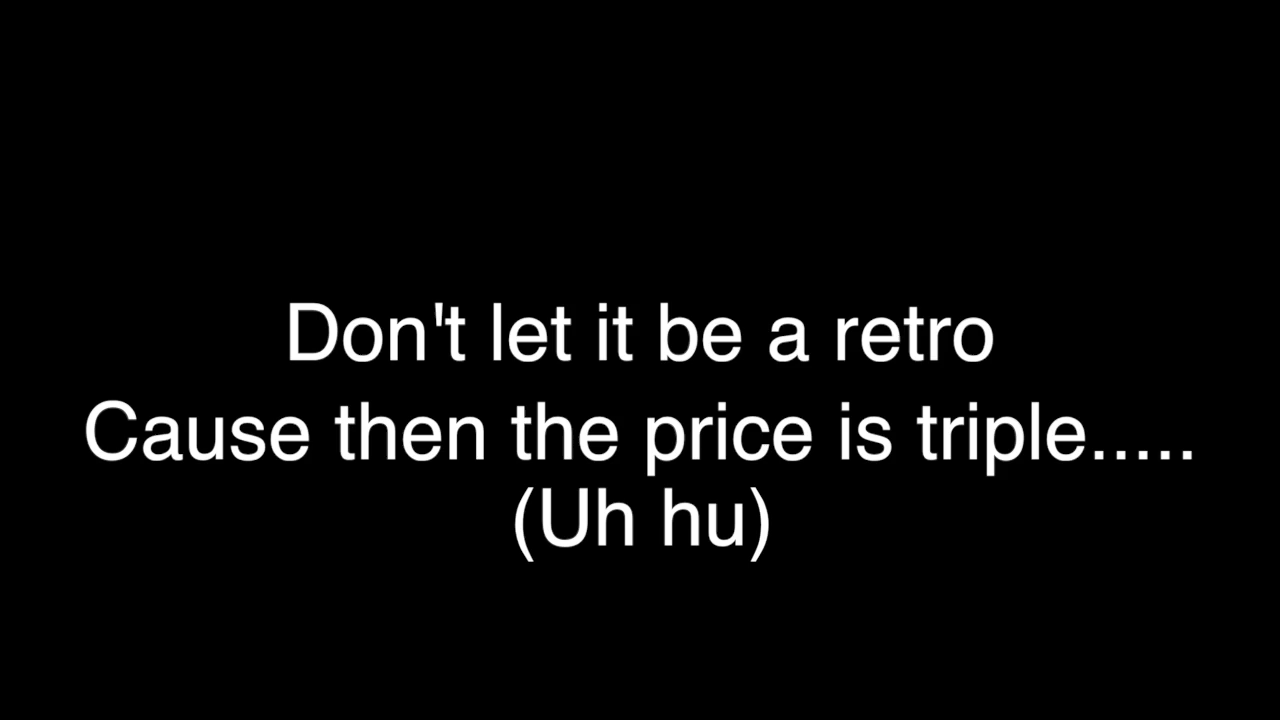 Don't let it be a retro
Cause then the price is triple.....
(Uh hu)